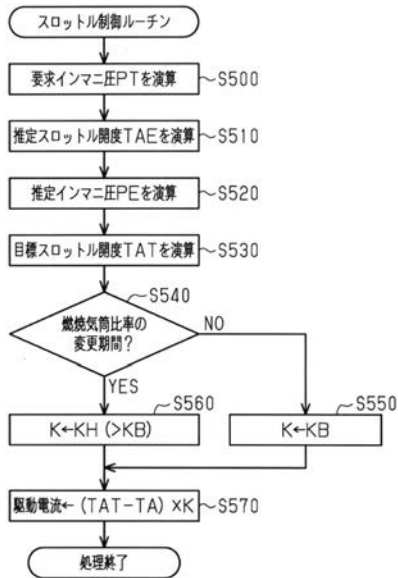 スロットル制御ルーチン
要求インマニ圧PTを演算
S500
推定スロットル開度TAEを演算
S510
推定インマニ圧PEを演算
S520
目標スロットル開度TATを演算
S530
S540
燃焼気筒比率の
変更期間?
NO
YES
S560
K←KH (>KB)
S550
K←KB
駆動電流← (TAT-TA) ×K
S570
処理終了